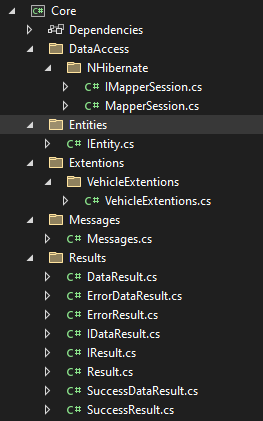 Core
Dependencies
DataAccess
NHibernate
C# IMapperSession.cs
C# MapperSession.cs
Entities
C# IEntity.cs
Extentions
VehicleExtentions
C# VehicleExtentions.cs
Messages
C# Messages.cs
Results
C# DataResult.cs
C# ErrorDataResult.cs
C# ErrorResult.cs
C# IDataResult.cs
C# IResult.cs
C# Result.cs
C# SuccessDataResult.cs
C# SuccessResult.cs